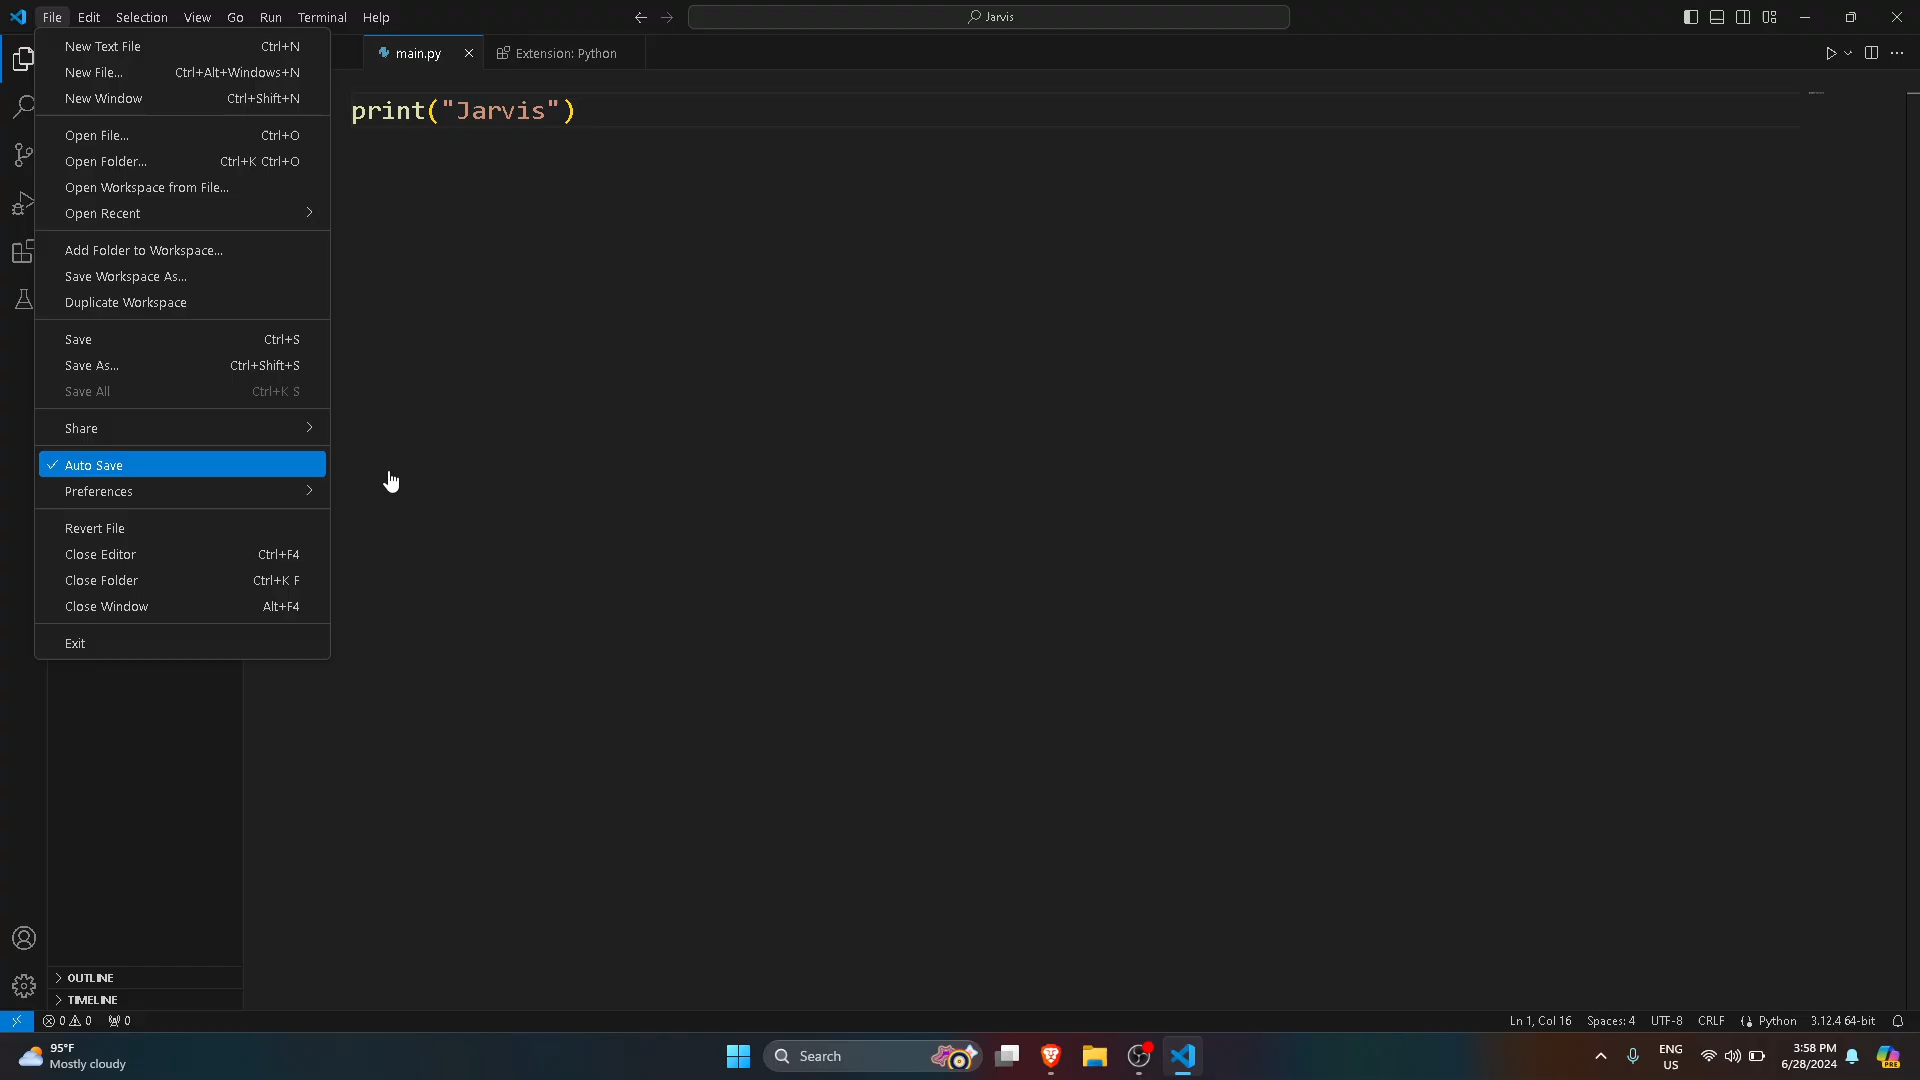 File Edit Selection View Go Run Terminal Help
Jarvis
New Text File Ctrl+N
New File... Ctrl+Alt+Windows+N
New Window Ctrl+Shift+N
Open File... Ctrl+O
Open Folder... Ctrl+K Ctrl+O
Open Workspace from File...
Open Recent
Add Folder to Workspace...
Save Workspace As...
Duplicate Workspace
Save Ctrl+S
Save As... Ctrl+Shift+S
Save All Ctrl+K S
Share
Auto Save
Preferences
Revert File
Close Editor Ctrl+F4
Close Folder Ctrl+K F
Close Window Alt+F4
Exit
main.py Extension: Python
print("Jarvis")
OUTLINE
TIMELINE
0 0 0
Ln 1, Col 16 Spaces: 4 UTF-8 CRLF Python 3.12.4 64-bit
95°F
Mostly cloudy
Search
ENG
US
3:58 PM
6/28/2024
PRE